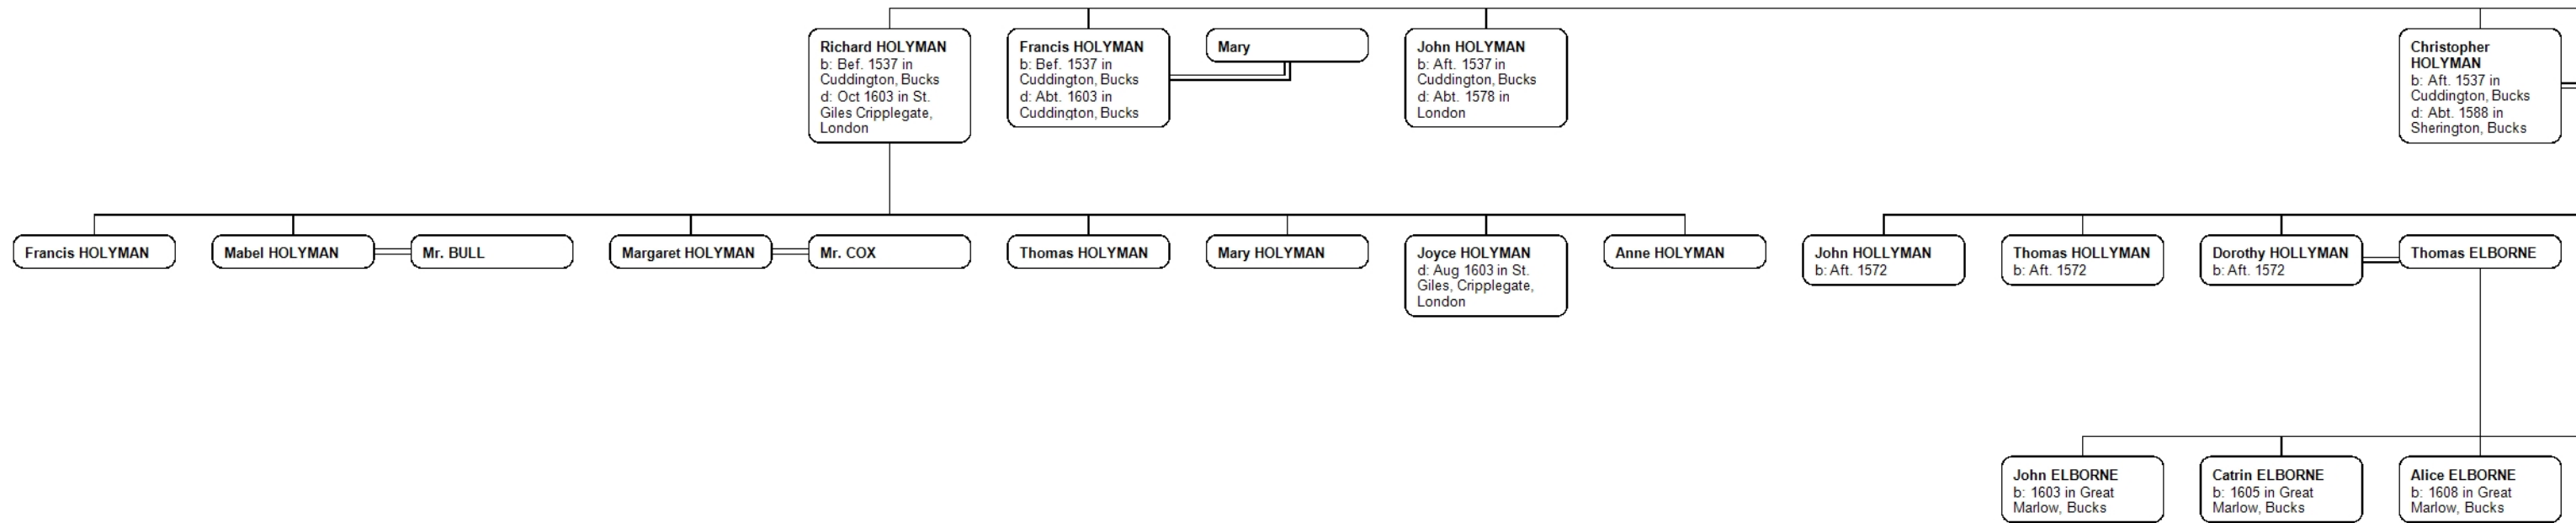 Richard HOLYMAN
b: Bef. 1537 in
Cuddington, Bucks
d: Oct 1603 in St.
Giles Cripplegate,
London
Francis HOLYMAN
b: Bef. 1537 in
Cuddington, Bucks
d: Abt. 1603 in
Cuddington, Bucks
Mary
John HOLYMAN
b: Aft. 1537 in
Cuddington, Bucks
d: Abt. 1578 in
London
Christopher
HOLYMAN
b: Aft. 1537 in
Cuddington, Bucks
d: Abt. 1588 in
Sherington, Bucks
Francis HOLYMAN
Mabel HOLYMAN
Mr. BULL
Margaret HOLYMAN
Mr. COX
Thomas HOLYMAN
Mary HOLYMAN
Joyce HOLYMAN
d: Aug 1603 in St.
Giles, Cripplegate,
London
Anne HOLYMAN
John HOLLYMAN
b: Aft. 1572
Thomas HOLLYMAN
b: Aft. 1572
Dorothy HOLLYMAN
b: Aft. 1572
Thomas ELBORNE
John ELBORNE
b: 1603 in Great
Marlow, Bucks
Catrin ELBORNE
b: 1605 in Great
Marlow, Bucks
Alice ELBORNE
b: 1608 in Great
Marlow, Bucks